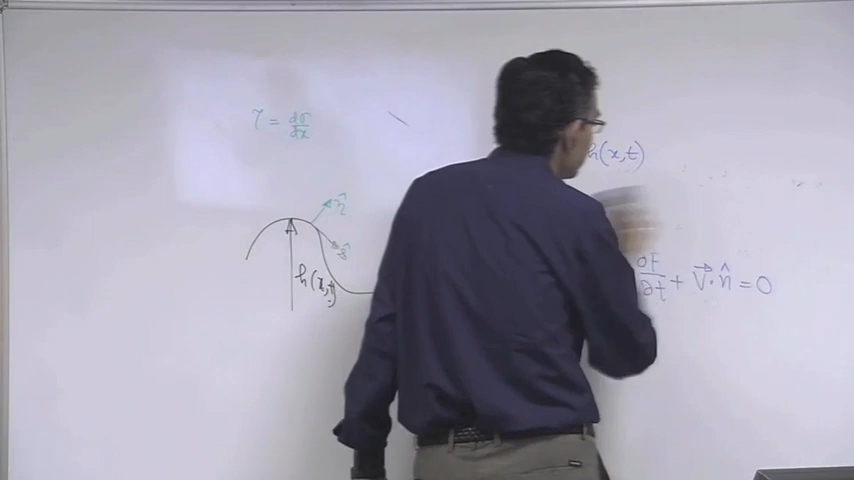 τ = dσ/dx
h(x,t)
n̂
ŝ
h(x,t)
∂F/∂t + V⃗·n̂ = 0